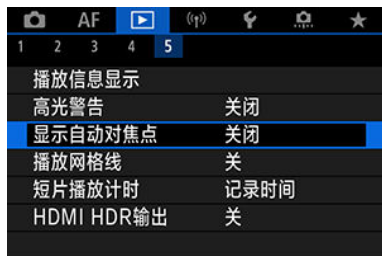 AF
1 2 3 4 5
播放信息显示
高光警告 关闭
显示自动对焦点 关闭
播放网格线 关
短片播放计时 记录时间
HDMI HDR输出 关